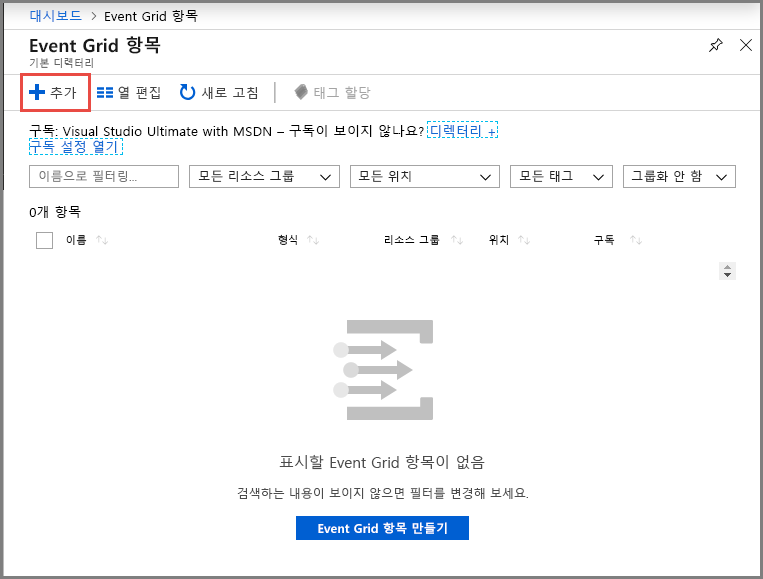 대시보드 > Event Grid 항목
Event Grid 항목
기본 디렉터리
추가 열 편집 새로 고침 태그 할당
구독: Visual Studio Ultimate with MSDN – 구독이 보이지 않나요? 디렉터리 +
구독 설정 열기
이름으로 필터링... 모든 리소스 그룹 모든 위치 모든 태그 그룹화 안 함
0개 항목
이름 형식 리소스 그룹 위치 구독
표시할 Event Grid 항목이 없음
검색하는 내용이 보이지 않으면 필터를 변경해 보세요.
Event Grid 항목 만들기